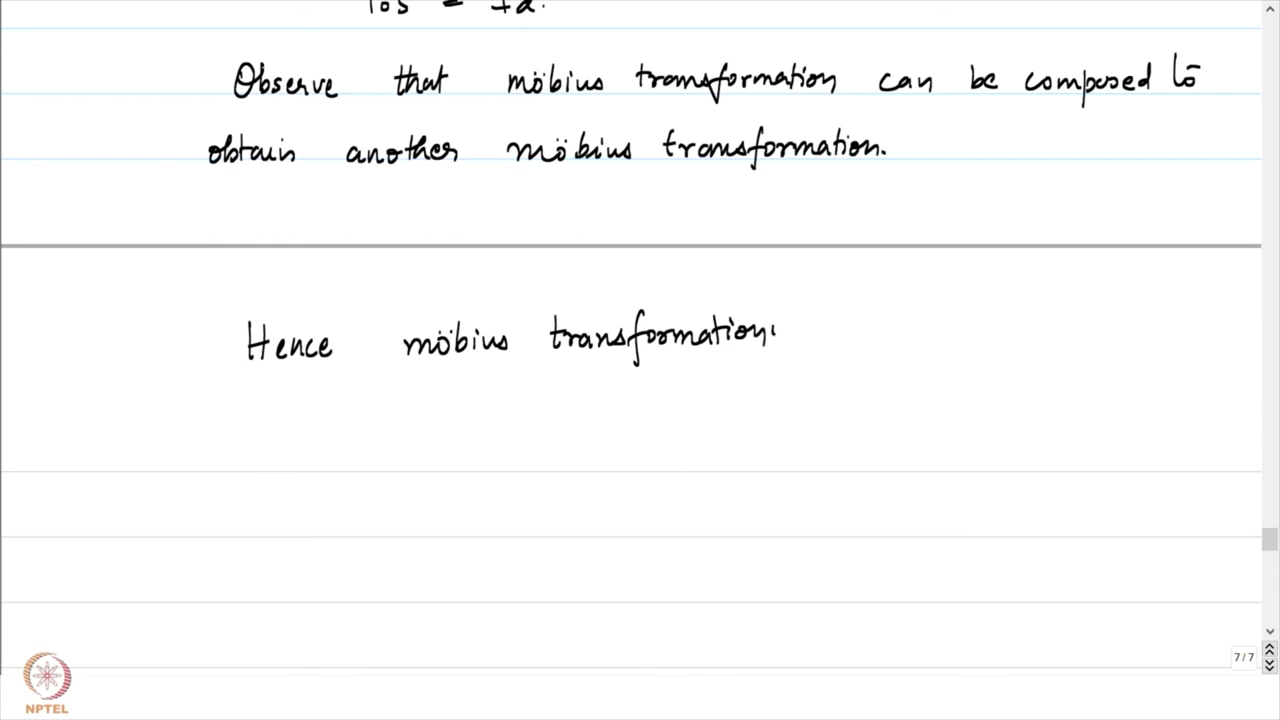 Observe that möbius transformation can be composed to
obtain another möbius transformation.
Hence möbius transformation
7/7
NPTEL